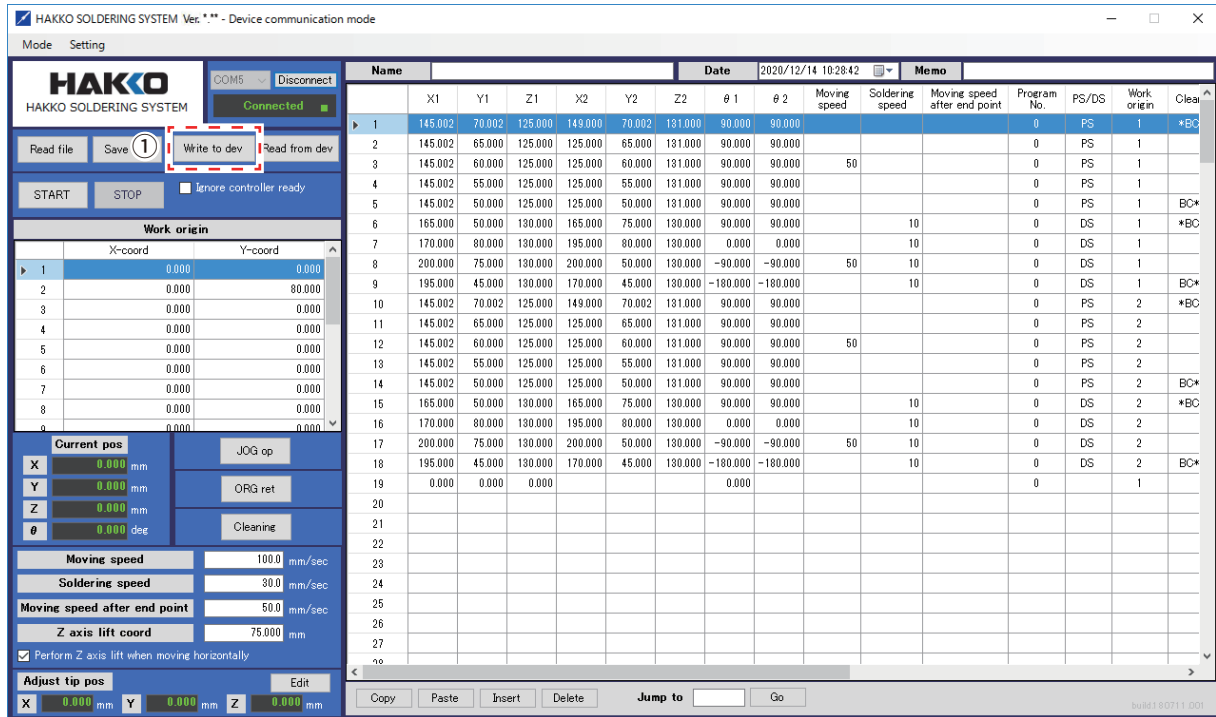 HAKKO SOLDERING SYSTEM Ver. *.** - Device communication mode
Mode Setting
HAKKO
HAKKO SOLDERING SYSTEM
COM5 Disconnect
Connected
Read file Save ① Write to dev Read from dev
START STOP Ignore controller ready
Work origin
X-coord Y-coord
1 0.000 0.000
2 0.000 80.000
3 0.000 0.000
4 0.000 0.000
5 0.000 0.000
6 0.000 0.000
7 0.000 0.000
8 0.000 0.000
9 0.000 0.000
Current pos
X 0.000 mm
Y 0.000 mm
Z 0.000 mm
θ 0.000 deg
JOG op
ORG ret
Cleaning
Moving speed 100.0 mm/sec
Soldering speed 30.0 mm/sec
Moving speed after end point 50.0 mm/sec
Z axis lift coord 75.000 mm
Perform Z axis lift when moving horizontally
Adjust tip pos Edit
X 0.000 mm Y 0.000 mm Z 0.000 mm
Name Date 2020/12/14 10:28:42 Memo
X1 Y1 Z1 X2 Y2 Z2 θ 1 θ 2 Moving speed Soldering speed Moving speed after end point Program No. PS/DS Work origin Clear
1 145.002 70.002 125.000 149.000 70.002 131.000 90.000 90.000 0 PS 1 *BC
2 145.002 65.000 125.000 125.000 65.000 131.000 90.000 90.000 0 PS 1
3 145.002 60.000 125.000 125.000 60.000 131.000 90.000 90.000 50 0 PS 1
4 145.002 55.000 125.000 125.000 55.000 131.000 90.000 90.000 0 PS 1
5 145.002 50.000 125.000 125.000 50.000 131.000 90.000 90.000 0 PS 1 BC*
6 165.000 50.000 130.000 165.000 75.000 130.000 90.000 90.000 10 0 DS 1 *BC
7 170.000 80.000 130.000 195.000 80.000 130.000 0.000 0.000 10 0 DS 1
8 200.000 75.000 130.000 200.000 50.000 130.000 -90.000 -90.000 50 10 0 DS 1
9 195.000 45.000 130.000 170.000 45.000 130.000 -180.000 -180.000 10 0 DS 1 BC*
10 145.002 70.002 125.000 149.000 70.002 131.000 90.000 90.000 0 PS 2 *BC
11 145.002 65.000 125.000 125.000 65.000 131.000 90.000 90.000 0 PS 2
12 145.002 60.000 125.000 125.000 60.000 131.000 90.000 90.000 50 0 PS 2
13 145.002 55.000 125.000 125.000 55.000 131.000 90.000 90.000 0 PS 2
14 145.002 50.000 125.000 125.000 50.000 131.000 90.000 90.000 0 PS 2 BC*
15 165.000 50.000 130.000 165.000 75.000 130.000 90.000 90.000 10 0 DS 2 *BC
16 170.000 80.000 130.000 195.000 80.000 130.000 0.000 0.000 10 0 DS 2
17 200.000 75.000 130.000 200.000 50.000 130.000 -90.000 -90.000 50 10 0 DS 2
18 195.000 45.000 130.000 170.000 45.000 130.000 -180.000 -180.000 10 0 DS 2 BC*
19 0.000 0.000 0.000 0.000 0 1
20
21
22
23
24
25
26
27
28
Copy Paste Insert Delete Jump to Go
build.180711.001